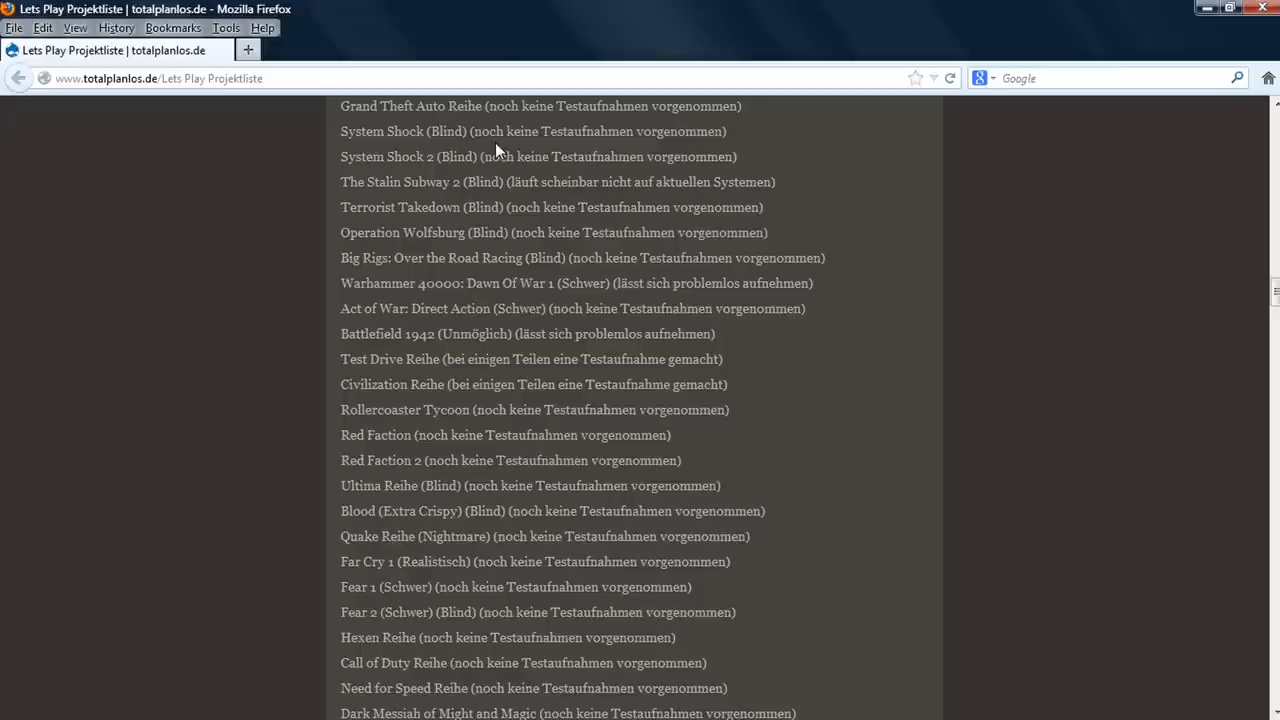 Lets Play Projektliste | totalplanlos.de - Mozilla Firefox
File Edit View History Bookmarks Tools Help
Lets Play Projektliste | totalplanlos.de
www.totalplanlos.de/Lets Play Projektliste
Google
Grand Theft Auto Reihe (noch keine Testaufnahmen vorgenommen)
System Shock (Blind) (noch keine Testaufnahmen vorgenommen)
System Shock 2 (Blind) (noch keine Testaufnahmen vorgenommen)
The Stalin Subway 2 (Blind) (läuft scheinbar nicht auf aktuellen Systemen)
Terrorist Takedown (Blind) (noch keine Testaufnahmen vorgenommen)
Operation Wolfsburg (Blind) (noch keine Testaufnahmen vorgenommen)
Big Rigs: Over the Road Racing (Blind) (noch keine Testaufnahmen vorgenommen)
Warhammer 40000: Dawn Of War 1 (Schwer) (lässt sich problemlos aufnehmen)
Act of War: Direct Action (Schwer) (noch keine Testaufnahmen vorgenommen)
Battlefield 1942 (Unmöglich) (lässt sich problemlos aufnehmen)
Test Drive Reihe (bei einigen Teilen eine Testaufnahme gemacht)
Civilization Reihe (bei einigen Teilen eine Testaufnahme gemacht)
Rollercoaster Tycoon (noch keine Testaufnahmen vorgenommen)
Red Faction (noch keine Testaufnahmen vorgenommen)
Red Faction 2 (noch keine Testaufnahmen vorgenommen)
Ultima Reihe (Blind) (noch keine Testaufnahmen vorgenommen)
Blood (Extra Crispy) (Blind) (noch keine Testaufnahmen vorgenommen)
Quake Reihe (Nightmare) (noch keine Testaufnahmen vorgenommen)
Far Cry 1 (Realistisch) (noch keine Testaufnahmen vorgenommen)
Fear 1 (Schwer) (noch keine Testaufnahmen vorgenommen)
Fear 2 (Schwer) (Blind) (noch keine Testaufnahmen vorgenommen)
Hexen Reihe (noch keine Testaufnahmen vorgenommen)
Call of Duty Reihe (noch keine Testaufnahmen vorgenommen)
Need for Speed Reihe (noch keine Testaufnahmen vorgenommen)
Dark Messiah of Might and Magic (noch keine Testaufnahmen vorgenommen)